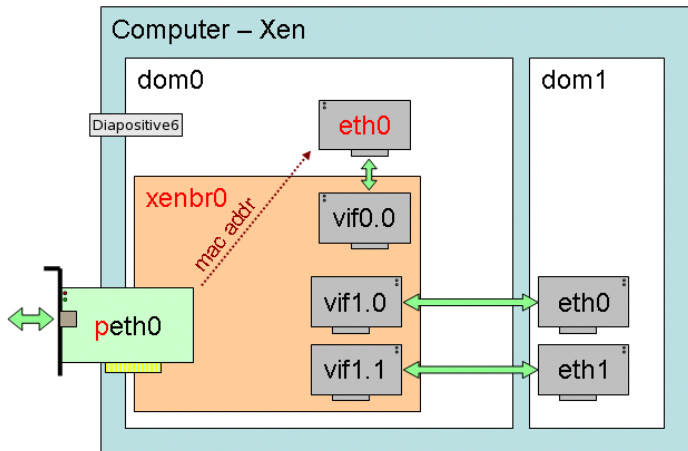 Computer – Xen
dom0
dom1
Diapositive6
eth0
xenbr0
mac addr
vif0.0
peth0
vif1.0
eth0
vif1.1
eth1